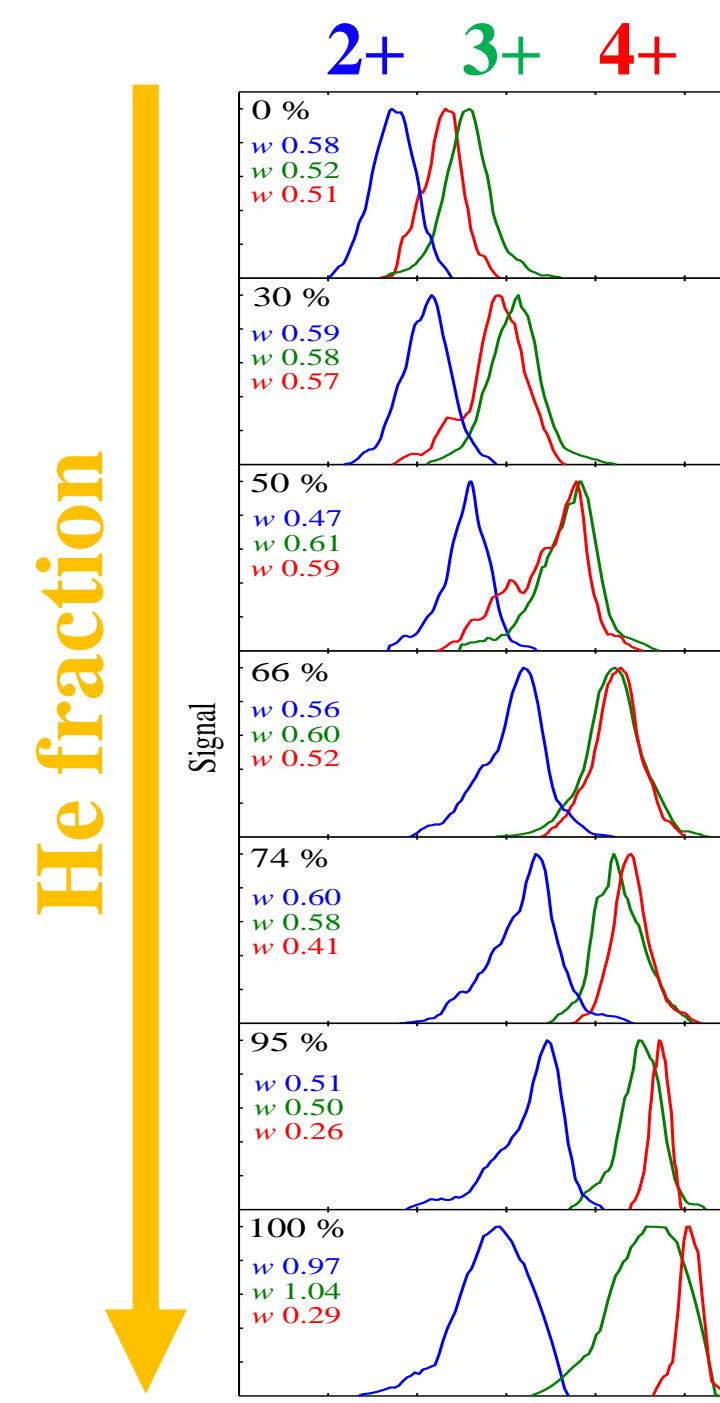 2+ 3+ 4+
0 %
w 0.58
w 0.52
w 0.51
30 %
w 0.59
w 0.58
w 0.57
50 %
w 0.47
w 0.61
w 0.59
66 %
w 0.56
w 0.60
w 0.52
74 %
w 0.60
w 0.58
w 0.41
95 %
w 0.51
w 0.50
w 0.26
100 %
w 0.97
w 1.04
w 0.29
Signal
He fraction